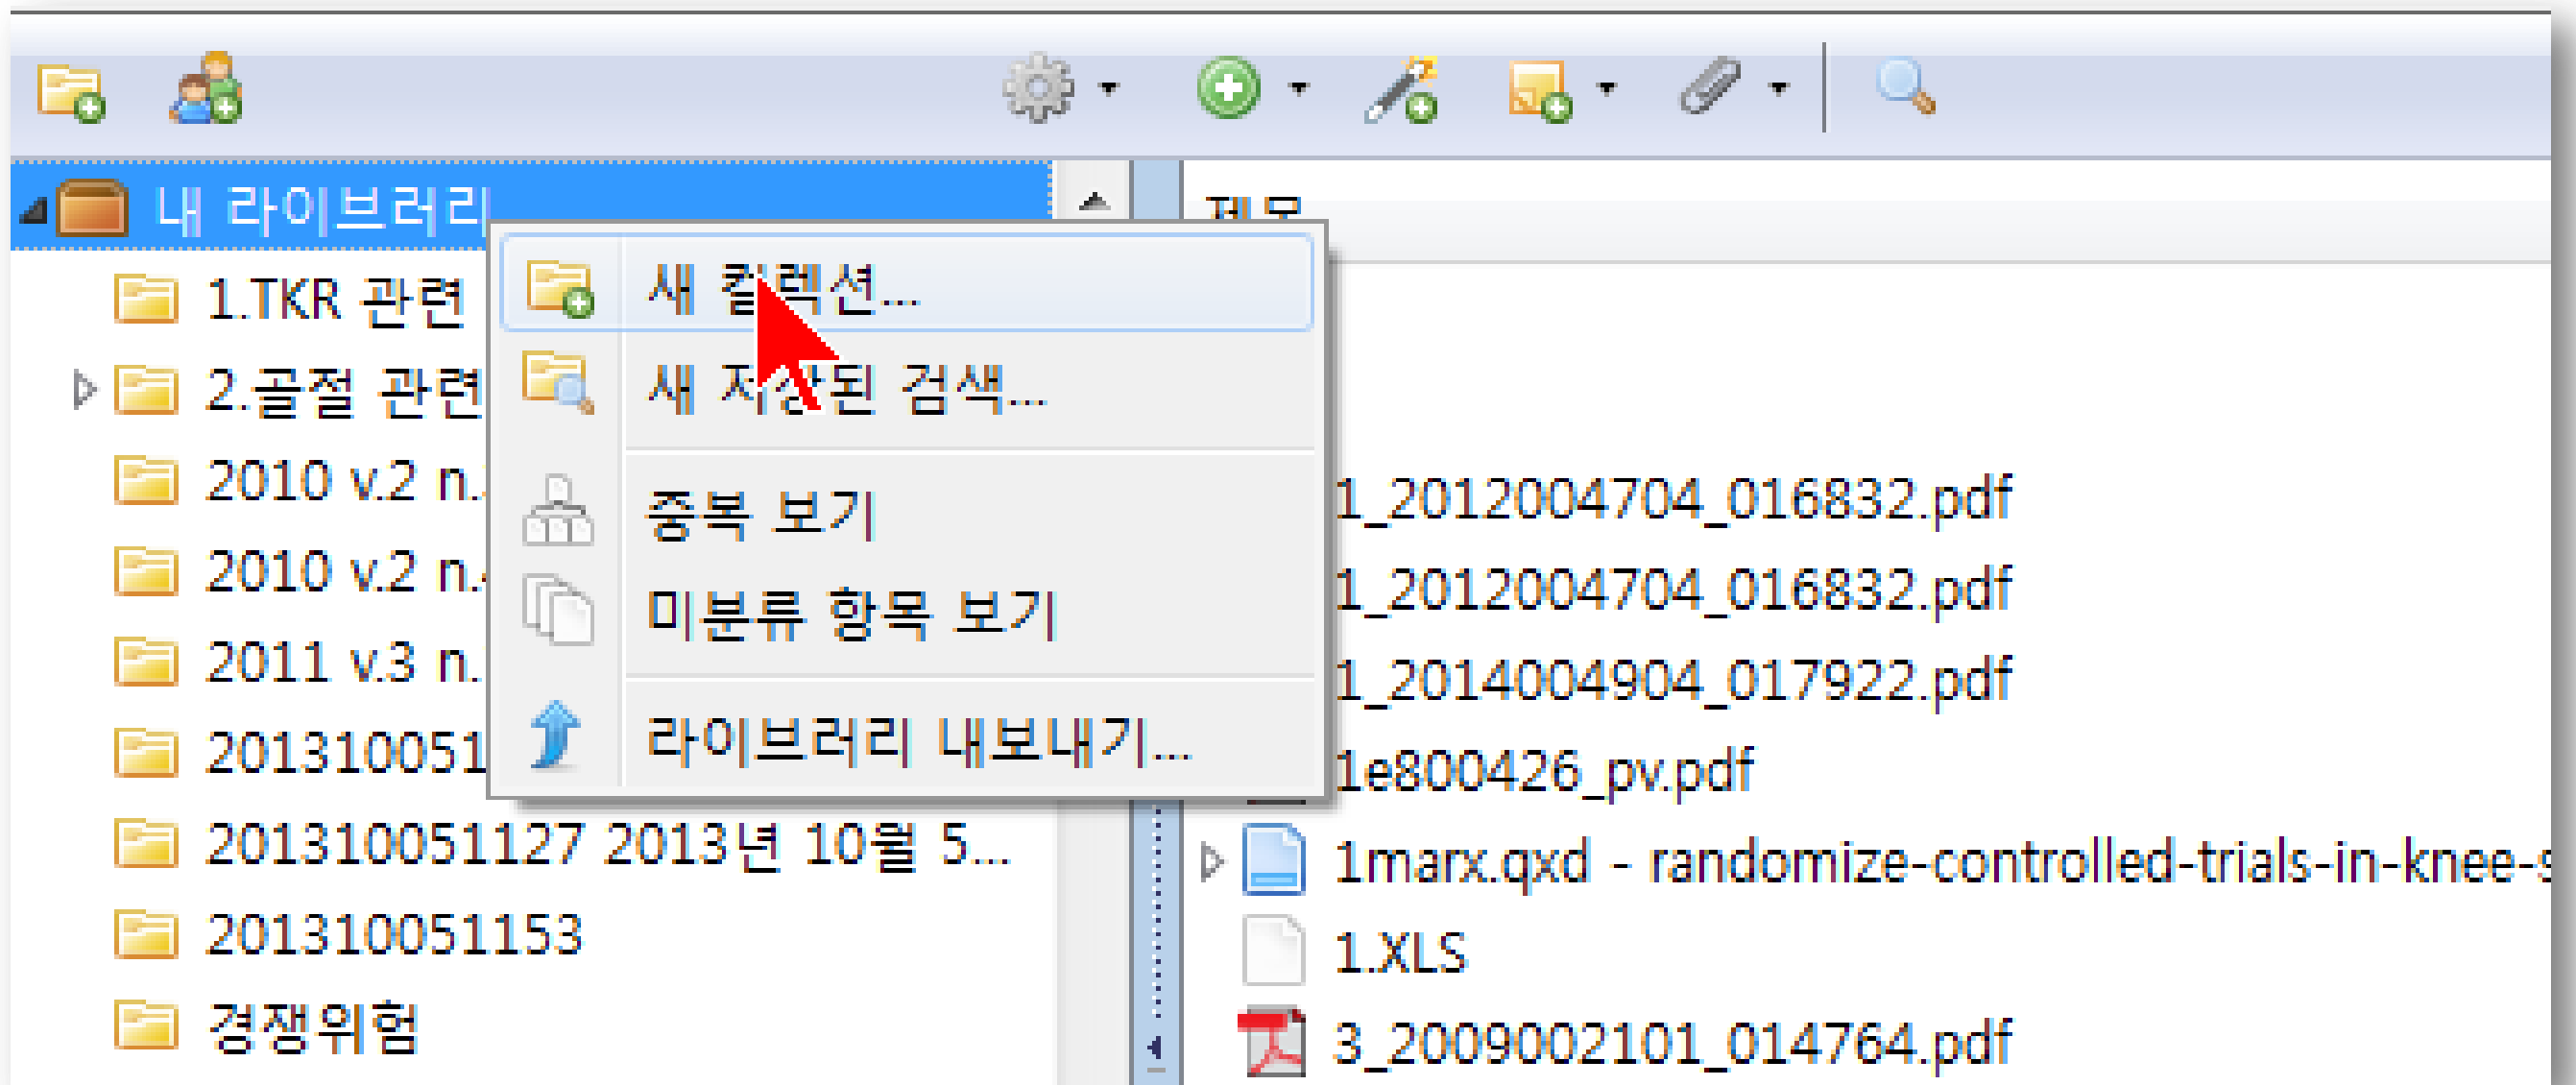 내 라이브러리
1.TKR 관련
2.골절 관련
2010 v.2 n.
2010 v.2 n.
2011 v.3 n.
201310051
201310051127 2013년 10월 5...
201310051153
경쟁위험
새 컬렉션...
새 저장된 검색...
중복 보기
미분류 항목 보기
라이브러리 내보내기...
제목
1_2012004704_016832.pdf
1_2012004704_016832.pdf
1_2014004904_017922.pdf
1e800426_pv.pdf
1marx.qxd - randomize-controlled-trials-in-knee-s
1.XLS
3_2009002101_014764.pdf